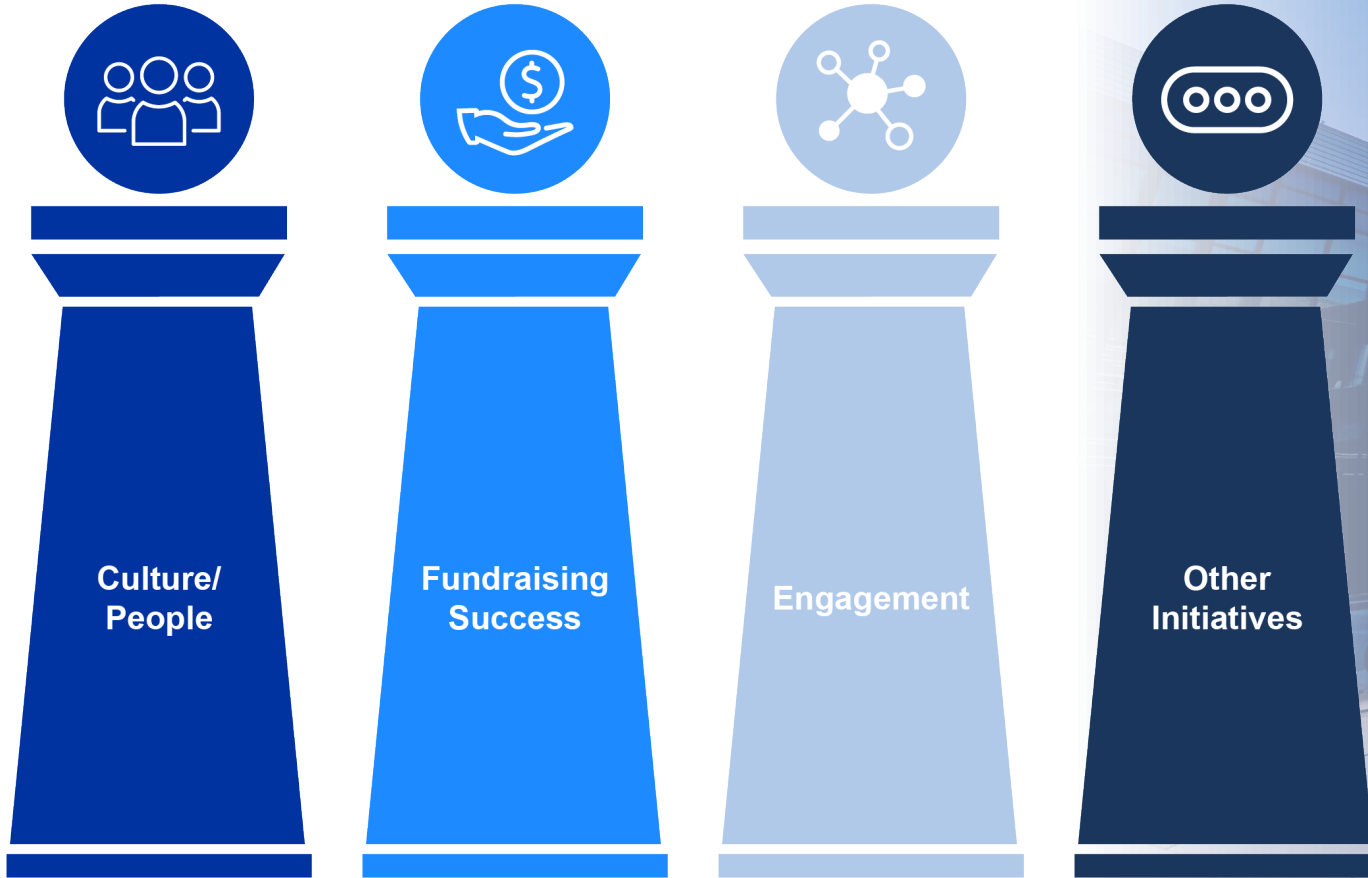 Culture/
People
Fundraising
Success
Engagement
Other
Initiatives